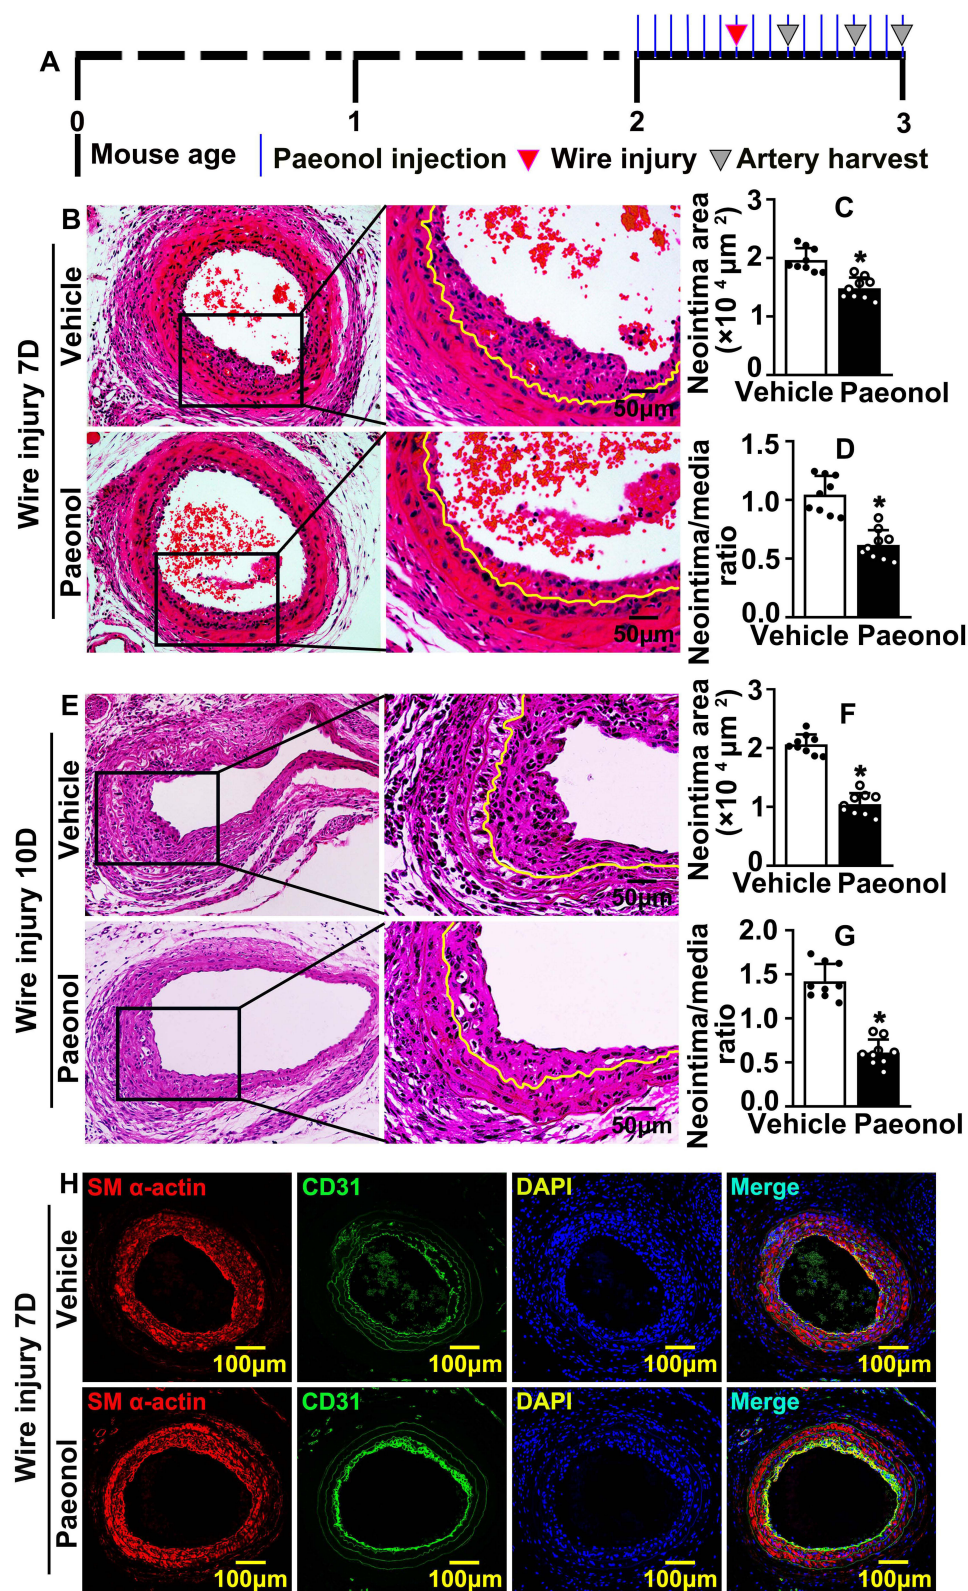 A
0 1 2 3
Mouse age Paeonol injection Wire injury Artery harvest
B
Wire injury 7D
Vehicle
50µm
Paeonol
50µm
C
Neointima area
(×10 4 µm 2)
3
2
1
0
*
Vehicle Paeonol
D
Neointima/media
ratio
1.5
1.0
0.5
0.0
*
Vehicle Paeonol
E
Wire injury 10D
Vehicle
50µm
Paeonol
50µm
F
Neointima area
(×10 4 µm 2)
3
2
1
0
*
Vehicle Paeonol
G
Neointima/media
ratio
2.0
1.5
1.0
0.5
0.0
*
Vehicle Paeonol
H
Wire injury 7D
Vehicle
SM α-actin CD31 DAPI Merge
100µm 100µm 100µm 100µm
Paeonol
SM α-actin CD31 DAPI Merge
100µm 100µm 100µm 100µm